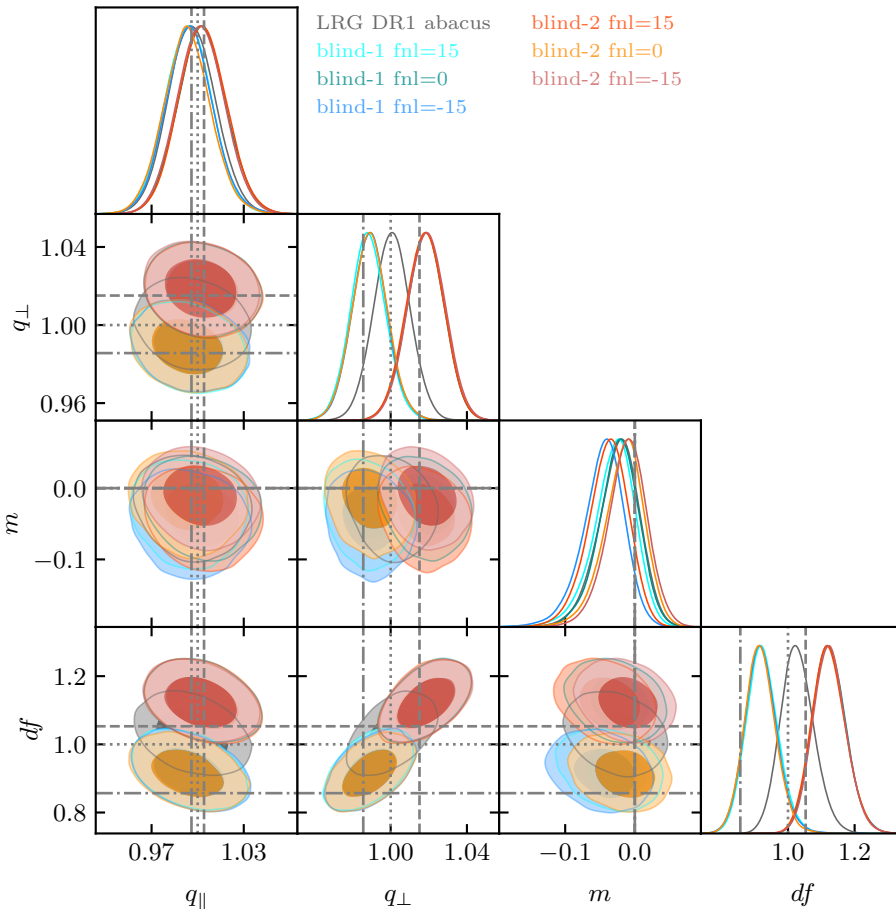 LRG DR1 abacus
blind-1 fnl=15
blind-1 fnl=0
blind-1 fnl=-15
blind-2 fnl=15
blind-2 fnl=0
blind-2 fnl=-15
1.04
1.00
0.96
q⊥
0.0
−0.1
m
1.2
1.0
0.8
df
0.97 1.03 1.00 1.04 −0.1 0.0 1.0 1.2
q∥ q⊥ m df